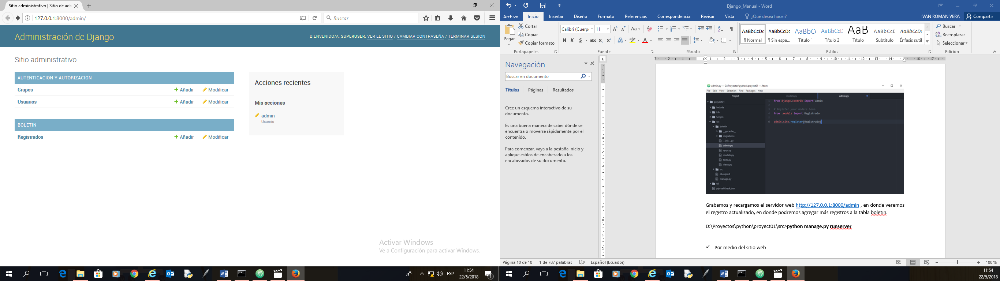 Sitio administrativo | Sitio de adr
127.0.0.1:8000/admin/
Buscar
Administración de Django
BIENVENIDO/A, SUPERUSER. VER EL SITIO / CAMBIAR CONTRASEÑA / TERMINAR SESIÓN
Sitio administrativo
AUTENTICACIÓN Y AUTORIZACIÓN
Grupos Añadir Modificar
Usuarios Añadir Modificar
BOLETIN
Registrados Añadir Modificar
Acciones recientes
Mis acciones
admin
Usuario
Activar Windows
Ve a Configuración para activar Windows.
ESP
11:54
22/5/2018
1
Django_Manual - Word
Archivo Inicio Insertar Diseño Formato Referencias Correspondencia Revisar Vista ¿Qué desea hacer? IVAN ROMAN VERA Compartir
Pegar
Cortar
Copiar
Copiar formato
Portapapeles
Calibri (Cuerpo 11
N K S abc x₂ x²
Fuente
Párrafo
AaBbCcDc AaBbCcDc AaBbCc AaBbCcE AaB AaBbCcD AaBbCcDc
¶ Normal ¶ Sin espa... Título 1 Título 2 Título Subtítulo Énfasis sutil
Estilos
Buscar
Reemplazar
Seleccionar
Edición
Navegación
Buscar en documento
Títulos Páginas Resultados
Cree un esquema interactivo de su
documento.
Es una buena manera de saber dónde se
encuentra o moverse rápidamente por el
contenido.
Para comenzar, vaya a la pestaña Inicio y
aplique estilos de encabezado a los
encabezados de su documento.
admin.py — C:\Proyectos\python\proyect01 — Atom
File Edit View Selection Find Packages Help
Project
models.py
admin.py
proyect01
Include
Lib
Scripts
src
boletin
__pycache__
migrations
__init__.py
admin.py
apps.py
models.py
tests.py
views.py
src
db.sqlite3
manage.py
tcl
pip-selfcheck.json
1 from django.contrib import admin
2
3 # Register your models here.
4 from .models import Registrado
5
6 admin.site.register(Registrado)
Grabamos y recargamos el servidor web http://127.0.0.1:8000/admin , en donde veremos
el registro actualizado, en donde podremos agregar más registros a la tabla boletin.
D:\Proyectos\python\proyect01\src>python manage.py runserver
✓ Por medio del sitio web
Página 10 de 10 1 de 787 palabras Español (Ecuador) 100 %
11:54
22/5/2018